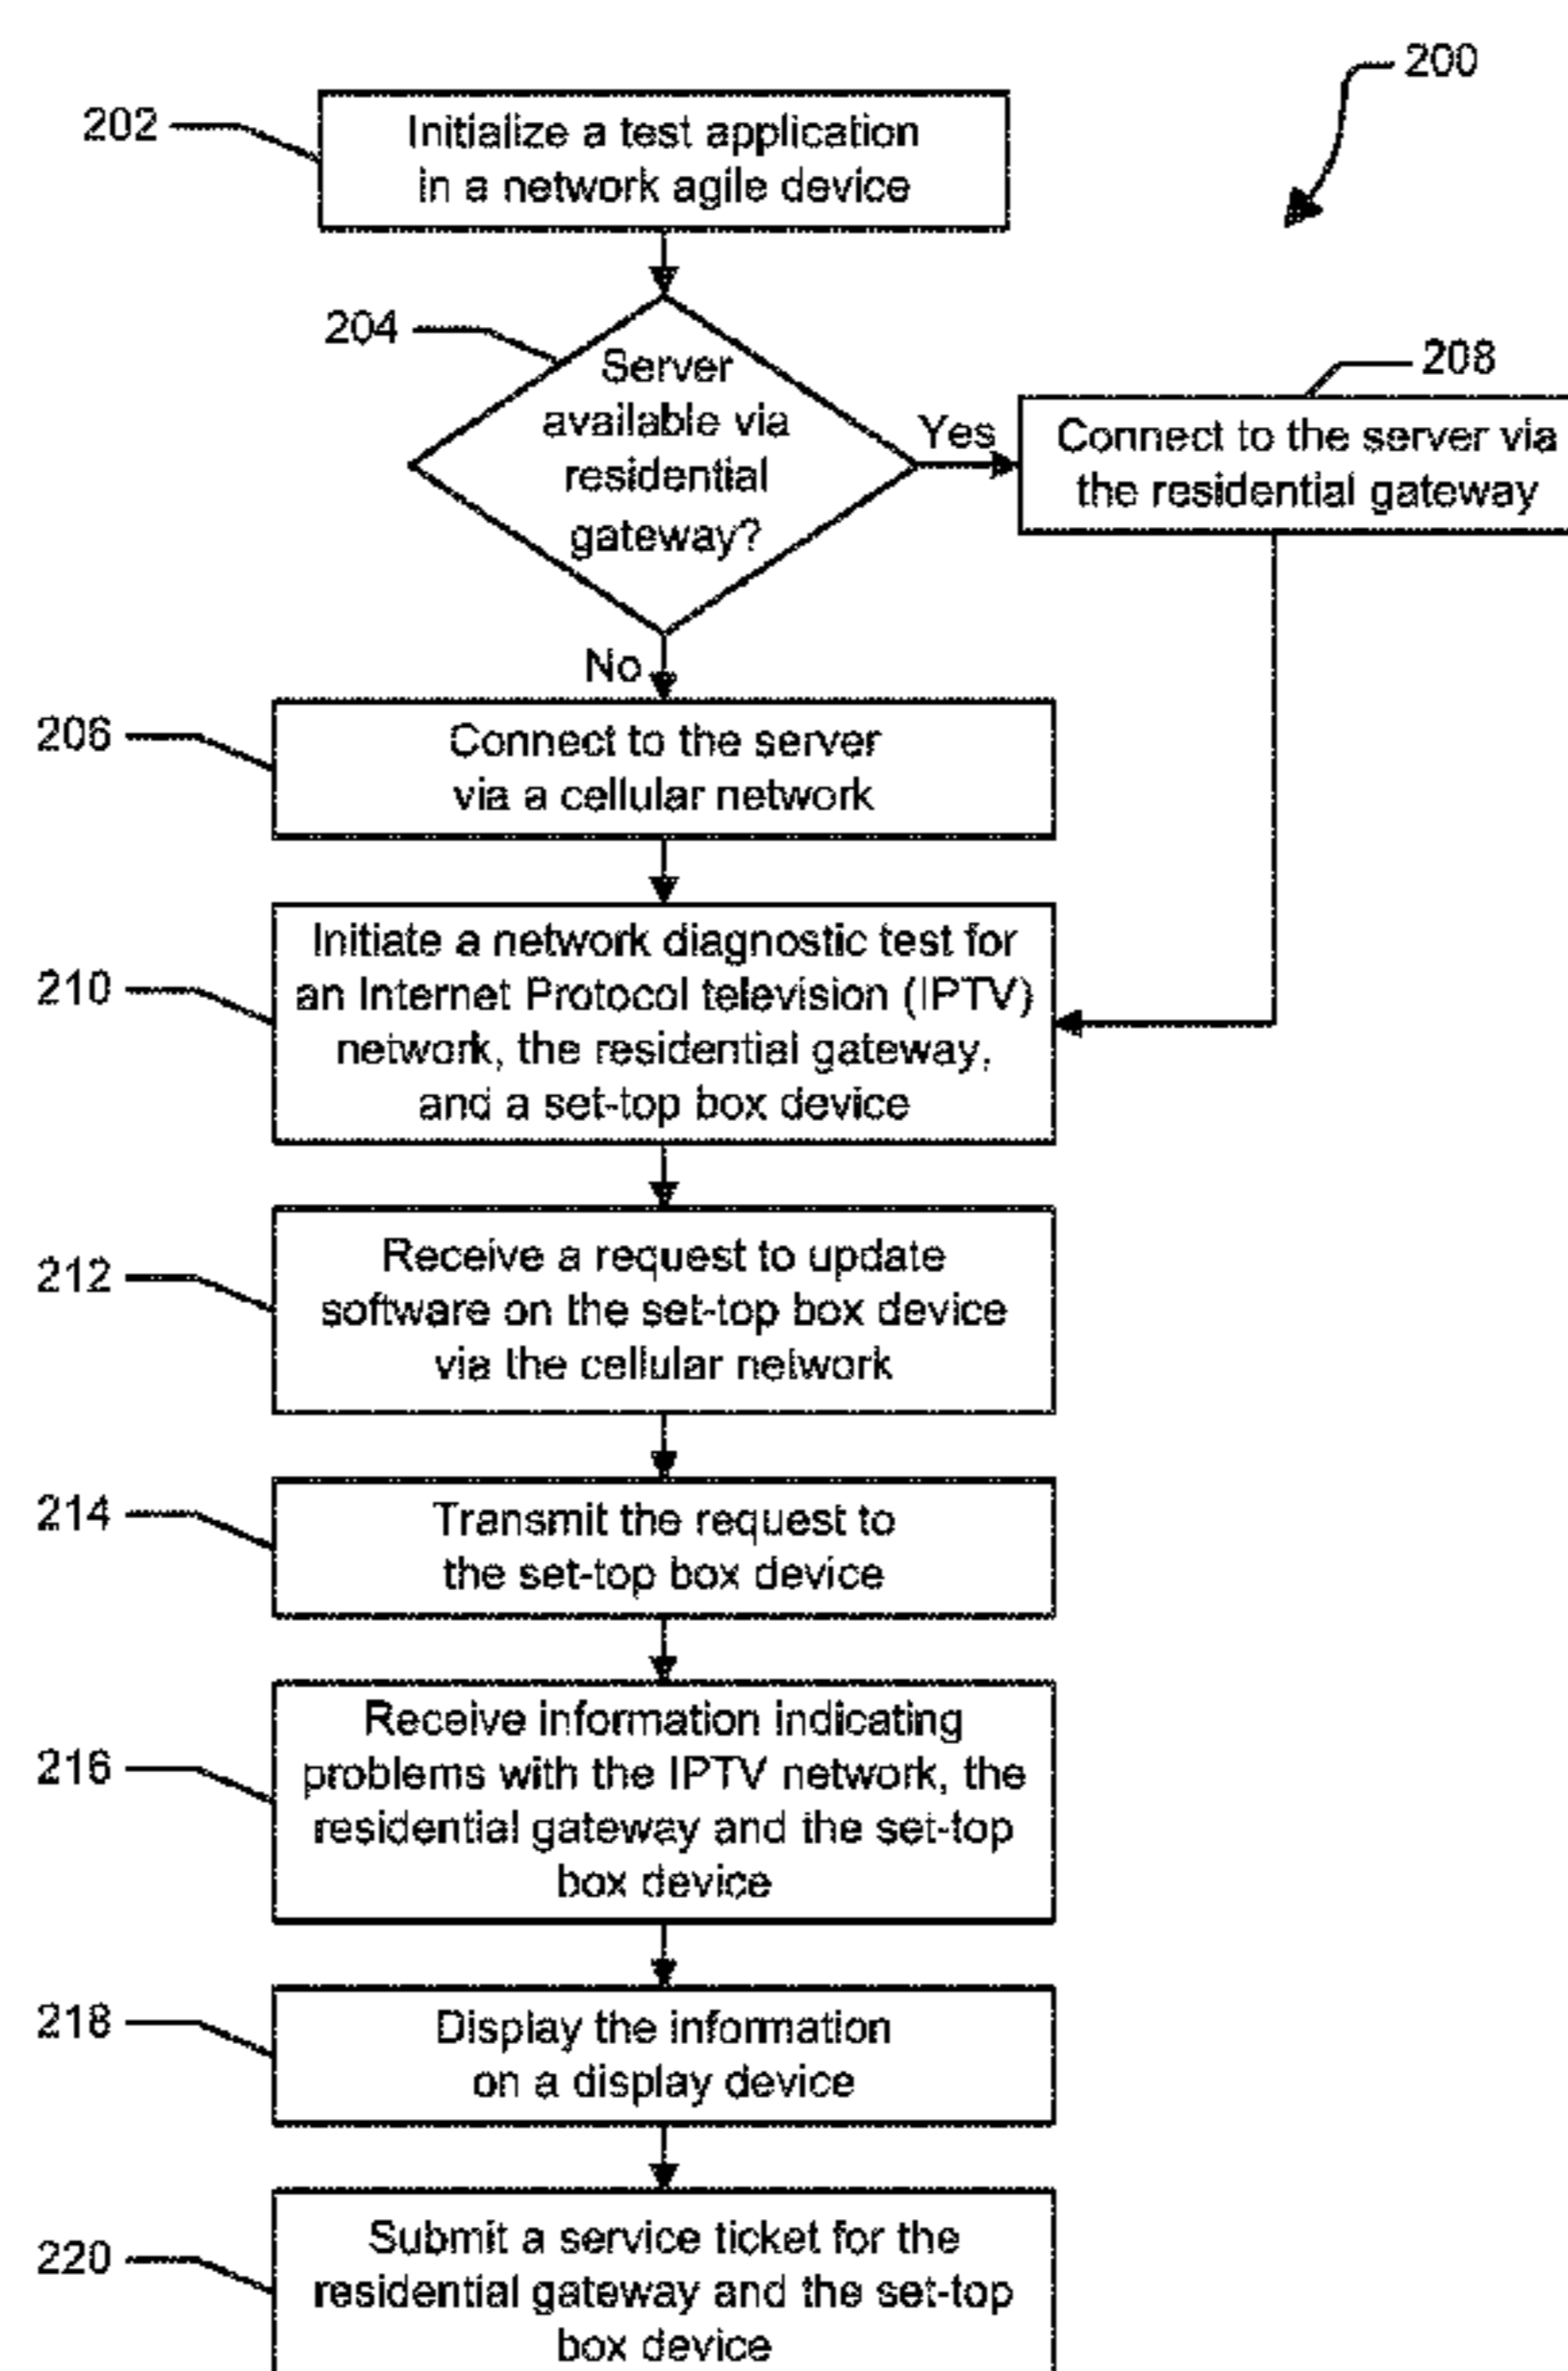 200
202
Initialize a test application
in a network agile device
204
Server
available via
residential
gateway?
Yes
208
Connect to the server via
the residential gateway
No
206
Connect to the server
via a cellular network
210
Initiate a network diagnostic test for
an Internet Protocol television (IPTV)
network, the residential gateway,
and a set-top box device
212
Receive a request to update
software on the set-top box device
via the cellular network
214
Transmit the request to
the set-top box device
216
Receive information indicating
problems with the IPTV network, the
residential gateway and the set-top
box device
218
Display the information
on a display device
220
Submit a service ticket for the
residential gateway and the set-top
box device